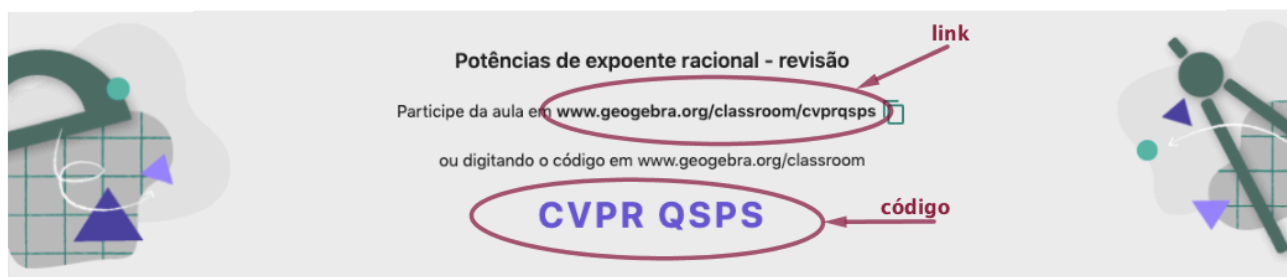 link
Potências de expoente racional - revisão
Participe da aula em www.geogebra.org/classroom/cvprqsps
ou digitando o código em www.geogebra.org/classroom
CVPR QSPS
código